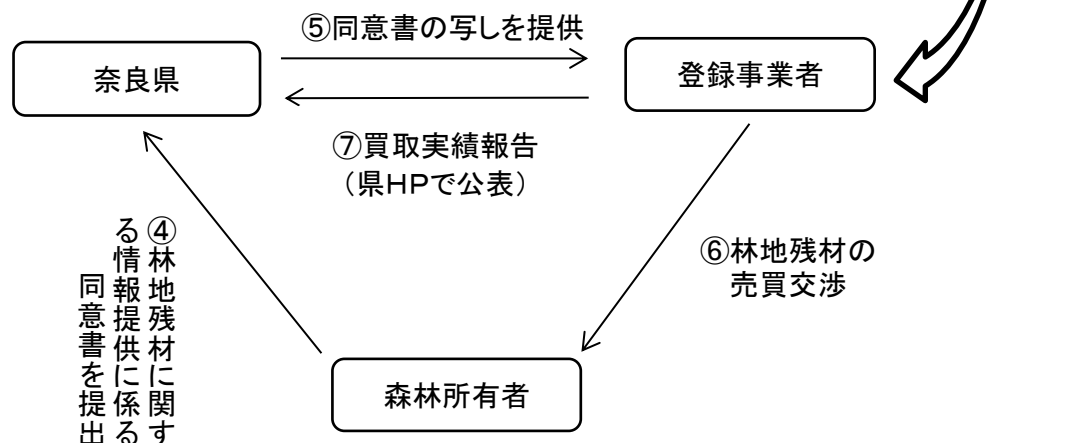 ⑤同意書の写しを提供
奈良県
登録事業者
⑦買取実績報告
（県HPで公表）
④林地残材に関す
る情報提供に係る
同意書を提出
⑥林地残材の
売買交渉
森林所有者